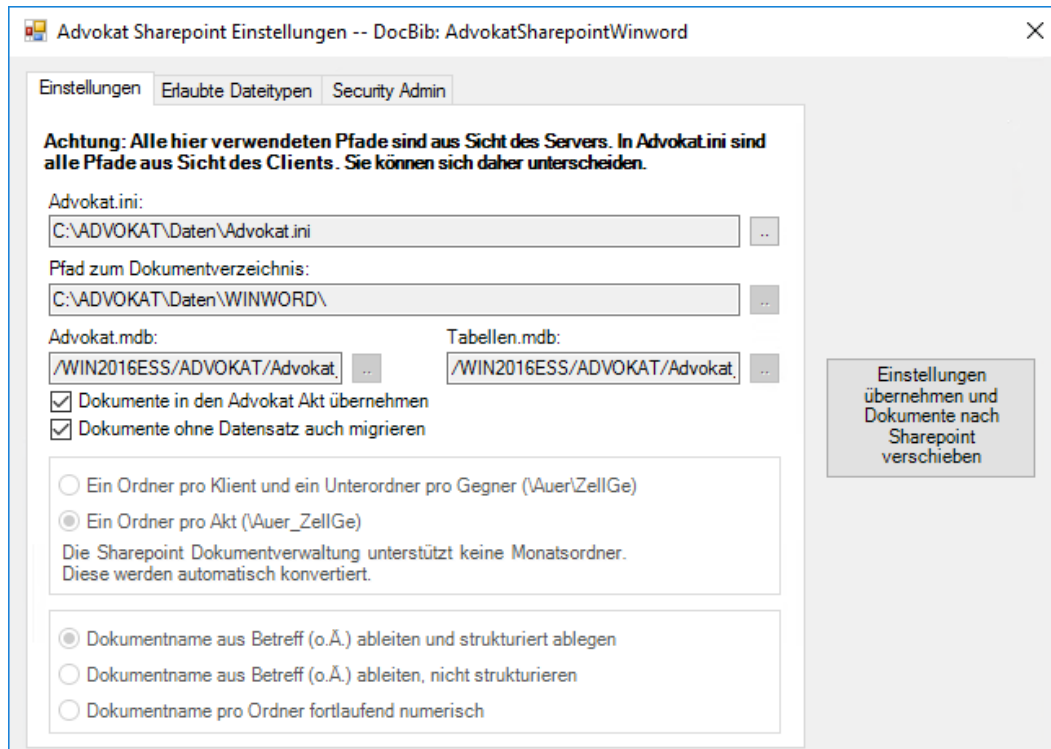 Advokat Sharepoint Einstellungen -- DocBib: AdvokatSharepointWinword
Einstellungen Erlaubte Dateitypen Security Admin
Achtung: Alle hier verwendeten Pfade sind aus Sicht des Servers. In Advokat.ini sind
alle Pfade aus Sicht des Clients. Sie können sich daher unterscheiden.
Advokat.ini:
C:\ADVOKAT\Daten\Advokat.ini ..
Pfad zum Dokumentverzeichnis:
C:\ADVOKAT\Daten\WINWORD\ ..
Advokat.mdb: Tabellen.mdb:
/WIN2016ESS/ADVOKAT/Advokat_ .. /WIN2016ESS/ADVOKAT/Advokat_ ..
Dokumente in den Advokat Akt übernehmen
Dokumente ohne Datensatz auch migrieren
Ein Ordner pro Klient und ein Unterordner pro Gegner (\Auer\ZellGe)
Ein Ordner pro Akt (\Auer_ZellGe)
Die Sharepoint Dokumentverwaltung unterstützt keine Monatsordner.
Diese werden automatisch konvertiert.
Dokumentname aus Betreff (o.Ä.) ableiten und strukturiert ablegen
Dokumentname aus Betreff (o.Ä.) ableiten, nicht strukturieren
Dokumentname pro Ordner fortlaufend numerisch
Einstellungen
übernehmen und
Dokumente nach
Sharepoint
verschieben